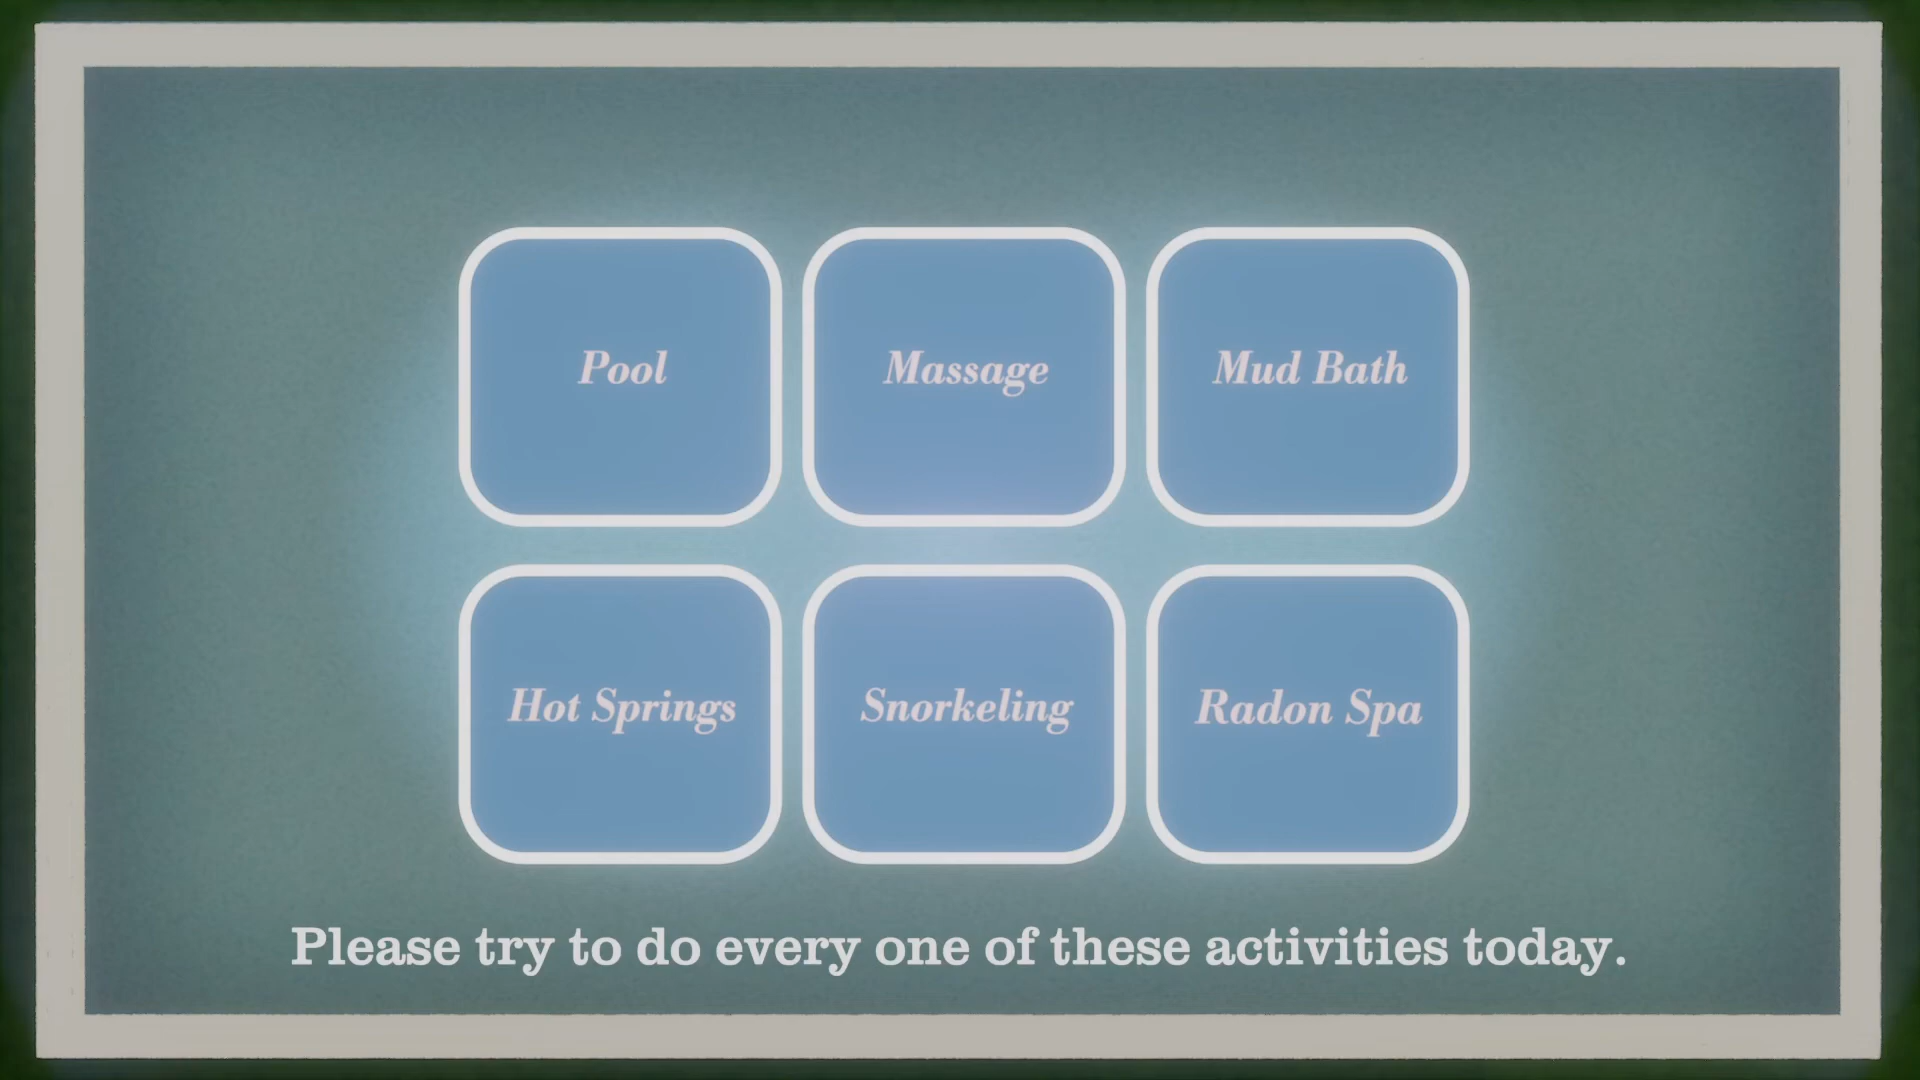 Pool
Massage
Mud Bath
Hot Springs
Snorkeling
Radon Spa
Please try to do every one of these activities today.